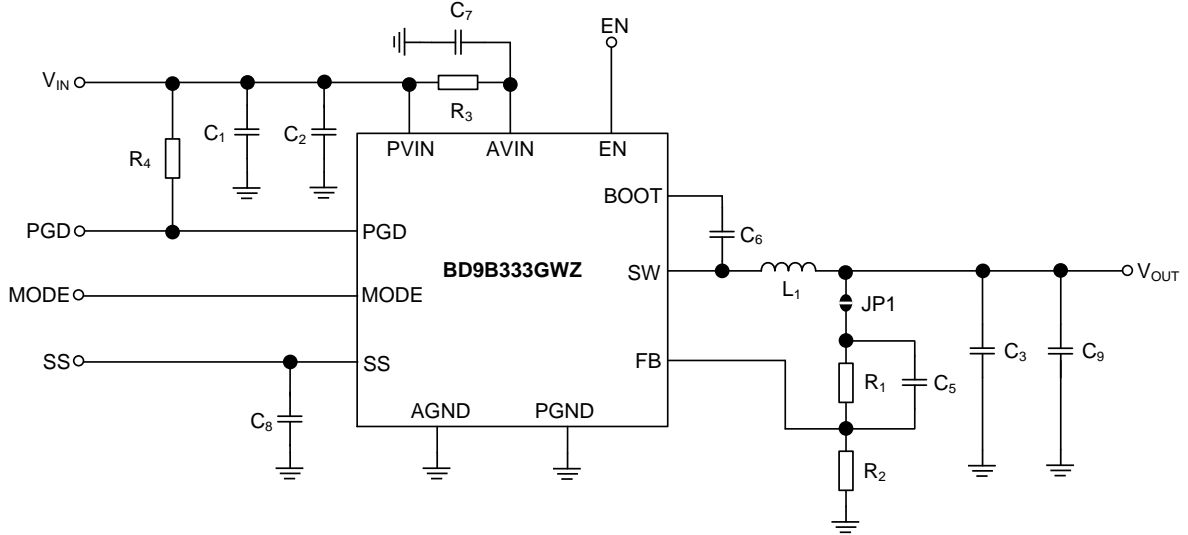 C7
EN
VIN
R3
C1
C2
R4
PVIN
AVIN
EN
BOOT
PGD
PGD
C6
BD9B333GWZ
SW
L1
VOUT
MODE
MODE
JP1
SS
SS
FB
R1
C5
C3
C9
C8
AGND
PGND
R2